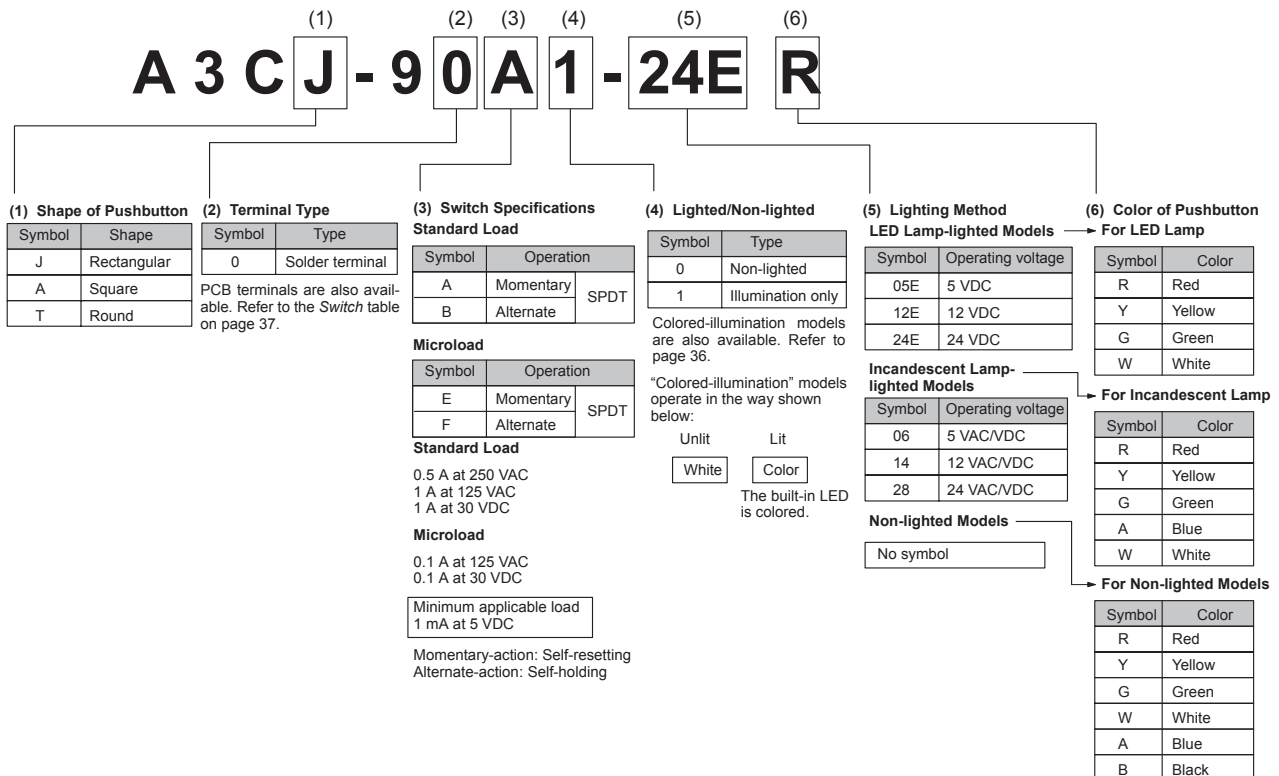 (1) (2) (3) (4) (5) (6)
A 3 C J - 9 0 A 1 - 24E R
(1) Shape of Pushbutton
Symbol Shape
J Rectangular
A Square
T Round
(2) Terminal Type
Symbol Type
0 Solder terminal
PCB terminals are also avail-
able. Refer to the Switch table
on page 37.
(3) Switch Specifications
Standard Load
Symbol Operation
A Momentary SPDT
B Alternate
Microload
Symbol Operation
E Momentary SPDT
F Alternate
Standard Load
0.5 A at 250 VAC
1 A at 125 VAC
1 A at 30 VDC
Microload
0.1 A at 125 VAC
0.1 A at 30 VDC
Minimum applicable load
1 mA at 5 VDC
Momentary-action: Self-resetting
Alternate-action: Self-holding
(4) Lighted/Non-lighted
Symbol Type
0 Non-lighted
1 Illumination only
Colored-illumination models
are also available. Refer to
page 36.
"Colored-illumination" models
operate in the way shown
below:
Unlit Lit
White Color
The built-in LED
is colored.
(5) Lighting Method
LED Lamp-lighted Models
Symbol Operating voltage
05E 5 VDC
12E 12 VDC
24E 24 VDC
Incandescent Lamp-
lighted Models
Symbol Operating voltage
06 5 VAC/VDC
14 12 VAC/VDC
28 24 VAC/VDC
Non-lighted Models
No symbol
(6) Color of Pushbutton
For LED Lamp
Symbol Color
R Red
Y Yellow
G Green
W White
For Incandescent Lamp
Symbol Color
R Red
Y Yellow
G Green
A Blue
W White
For Non-lighted Models
Symbol Color
R Red
Y Yellow
G Green
W White
A Blue
B Black